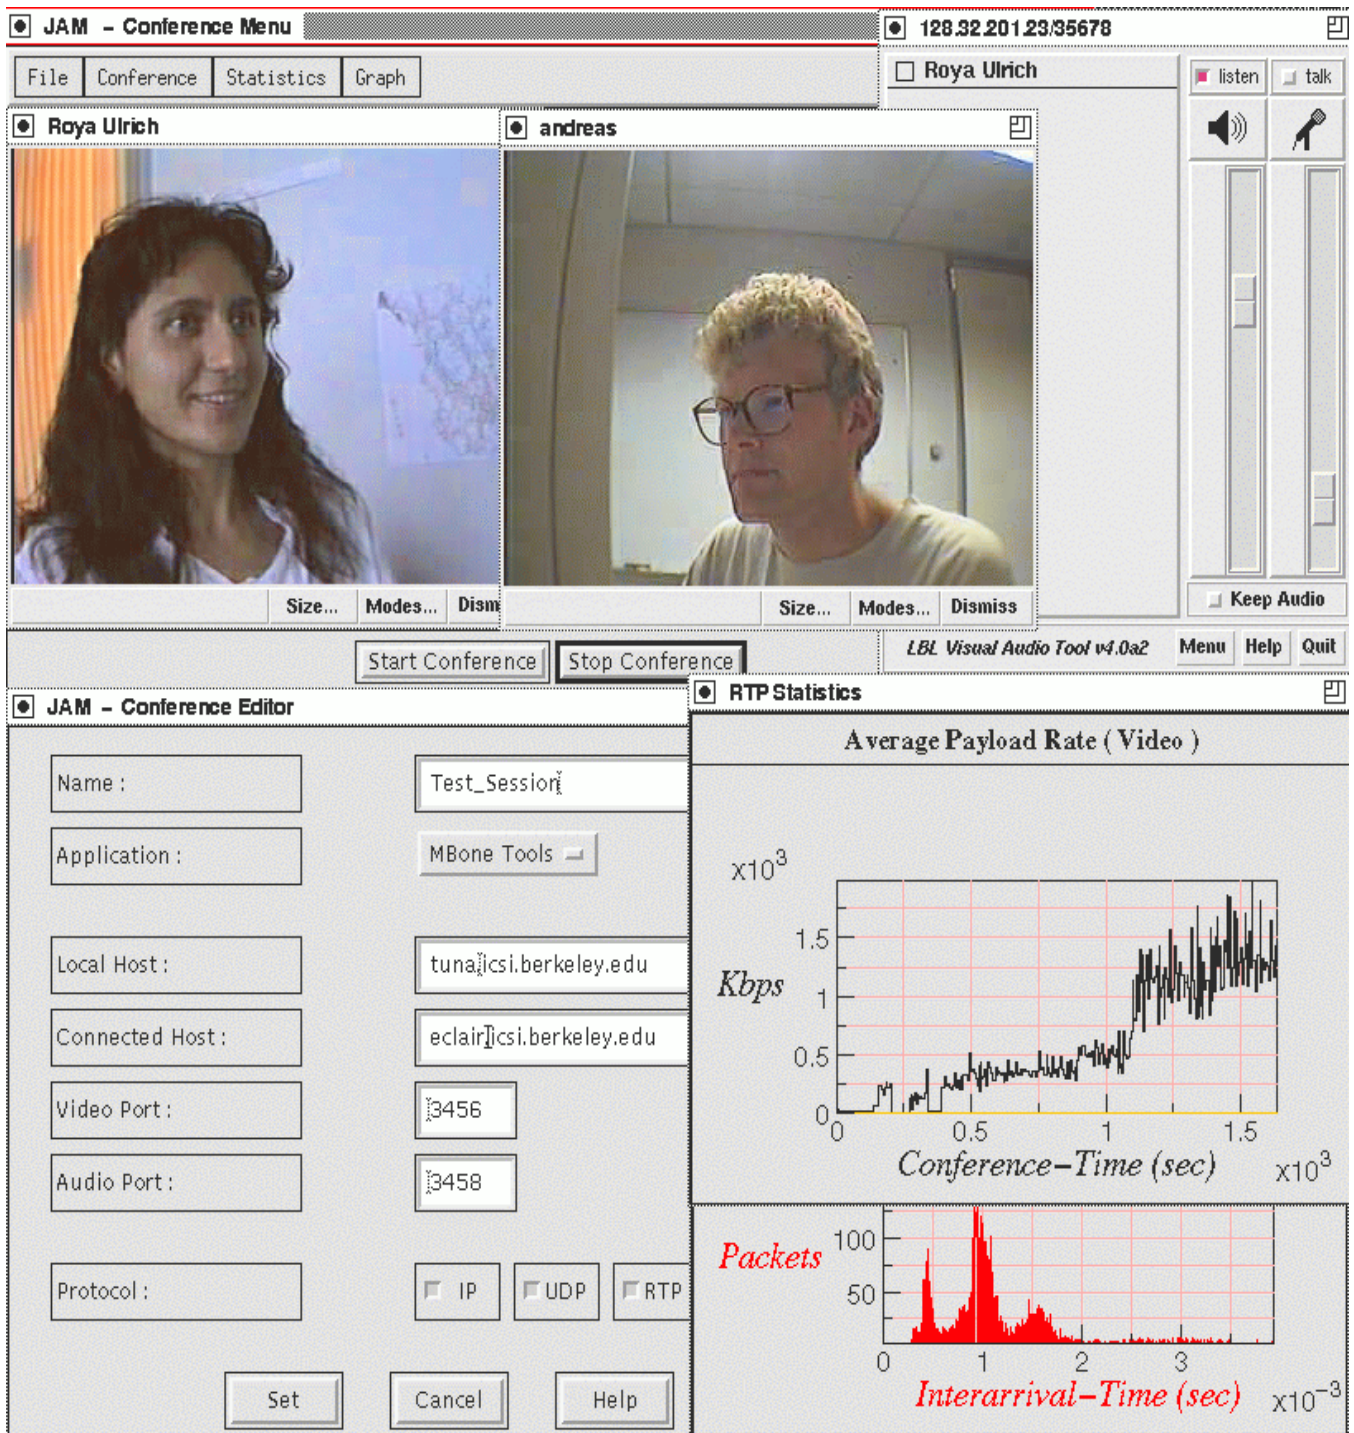 JAM - Conference Menu
File Conference Statistics Graph
128.32.201.23/35678
Roya Ulrich
listen talk
Roya Ulrich
andreas
Size... Modes... Dism
Size... Modes... Dismiss
Keep Audio
LBL Visual Audio Tool v4.0a2 Menu Help Quit
Start Conference Stop Conference
JAM - Conference Editor
Name : Test_Session
Application : MBone Tools
Local Host : tuna.icsi.berkeley.edu
Connected Host : eclair.icsi.berkeley.edu
Video Port : 3456
Audio Port : 3458
Protocol : IP UDP RTP
Set Cancel Help
RTP Statistics
Average Payload Rate ( Video )
x10³
1.5
Kbps 1
0.5
0
0 0.5 1 1.5
Conference-Time (sec) x10³
Packets 100
50
0 1 2 3
Interarrival-Time (sec) x10⁻³